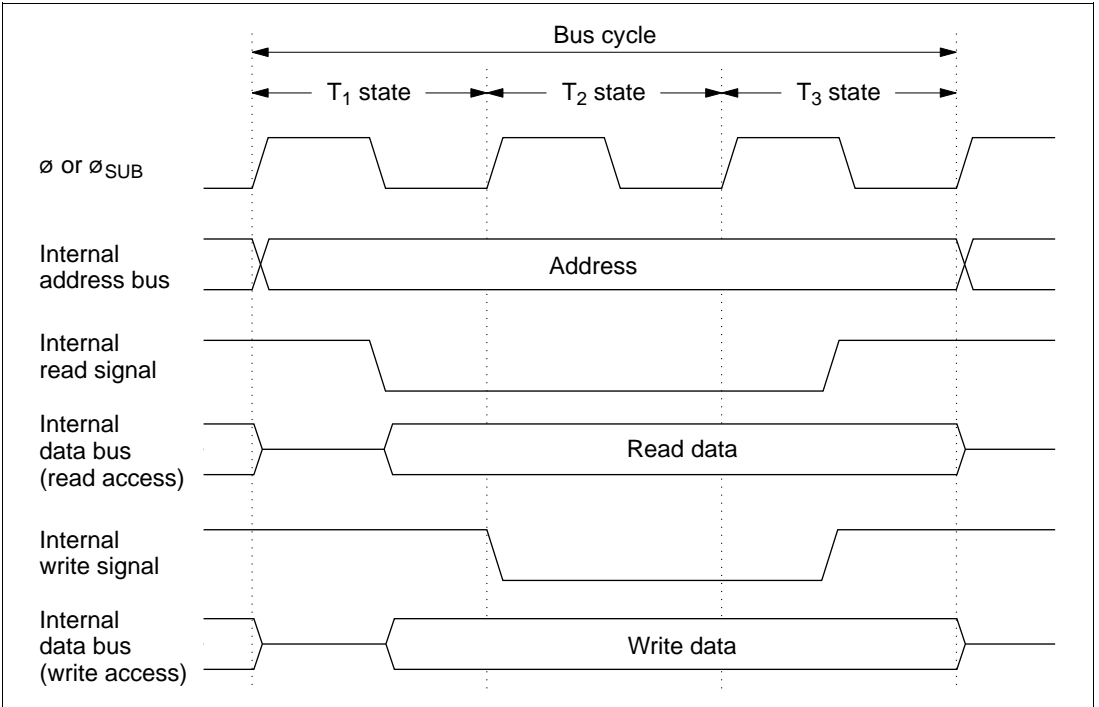 Bus cycle
T₁ state
T₂ state
T₃ state
ø or øSUB
Internal
address bus
Address
Internal
read signal
Internal
data bus
(read access)
Read data
Internal
write signal
Internal
data bus
(write access)
Write data